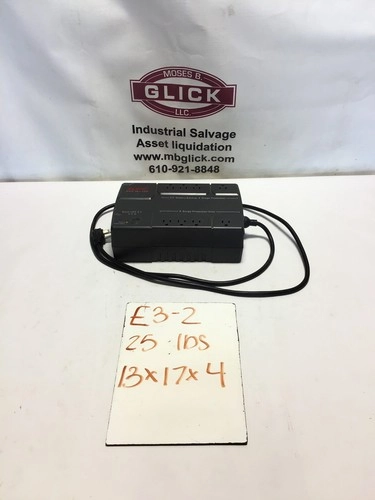 MOSES B.
GLICK
LLC
Industrial Salvage
Asset liquidation
www.mbglick.com
610-921-8848
E3-2
25 lbs
13x17x4